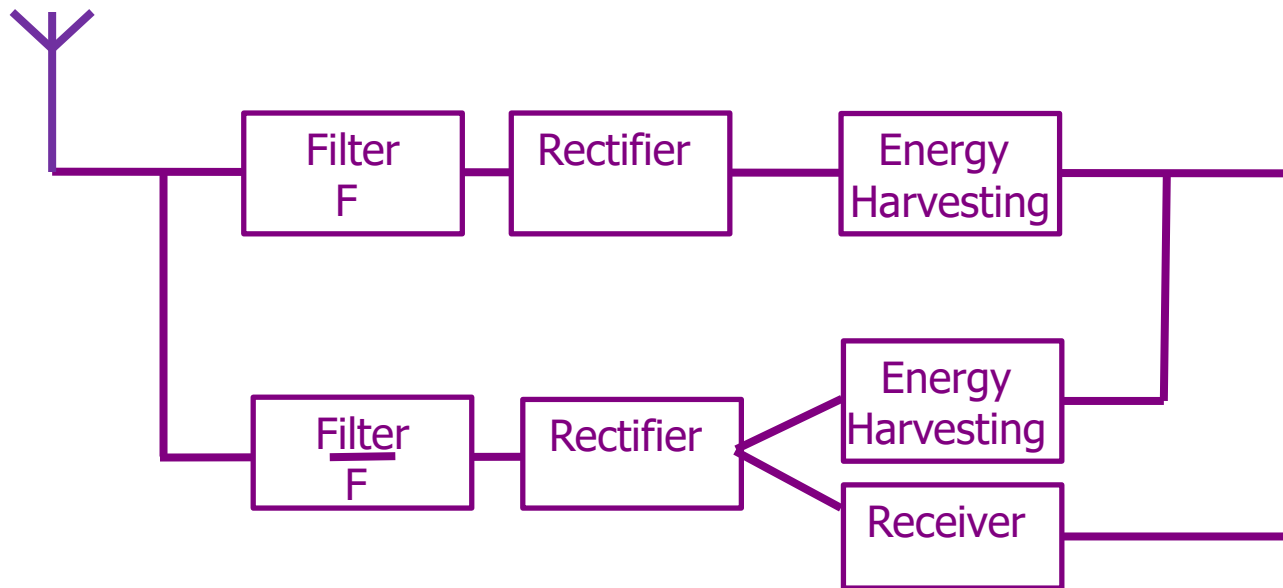 Filter
F
Rectifier
Energy
Harvesting
Filter
F̅
Rectifier
Energy
Harvesting
Receiver